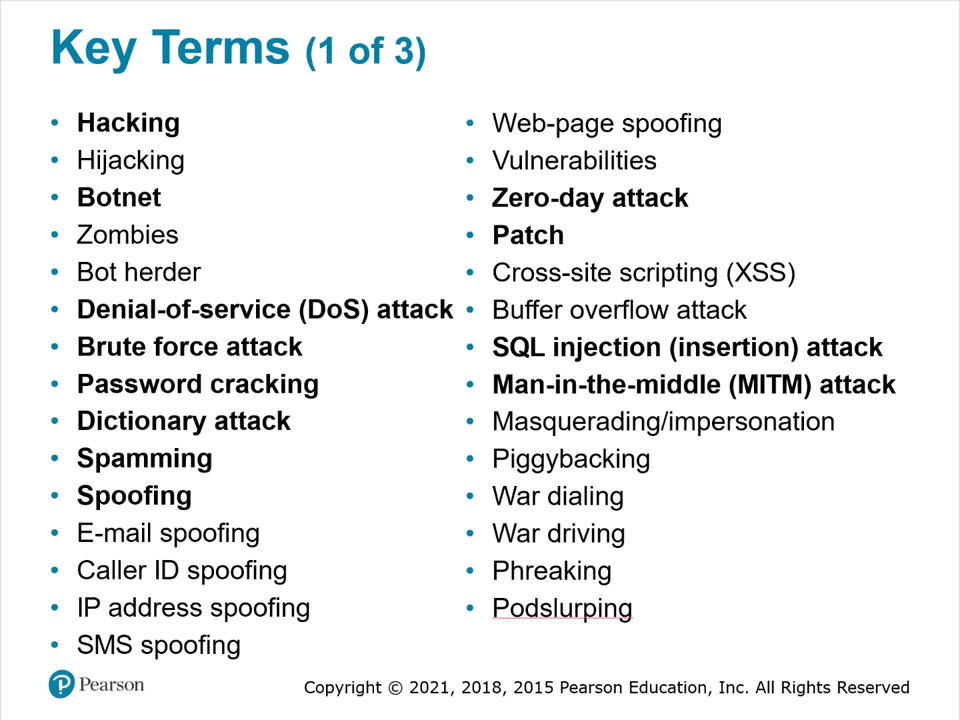 Key Terms (1 of 3)
• Hacking
• Hijacking
• Botnet
• Zombies
• Bot herder
• Denial-of-service (DoS) attack
• Brute force attack
• Password cracking
• Dictionary attack
• Spamming
• Spoofing
• E-mail spoofing
• Caller ID spoofing
• IP address spoofing
• SMS spoofing
• Web-page spoofing
• Vulnerabilities
• Zero-day attack
• Patch
• Cross-site scripting (XSS)
• Buffer overflow attack
• SQL injection (insertion) attack
• Man-in-the-middle (MITM) attack
• Masquerading/impersonation
• Piggybacking
• War dialing
• War driving
• Phreaking
• Podslurping
P Pearson
Copyright © 2021, 2018, 2015 Pearson Education, Inc. All Rights Reserved